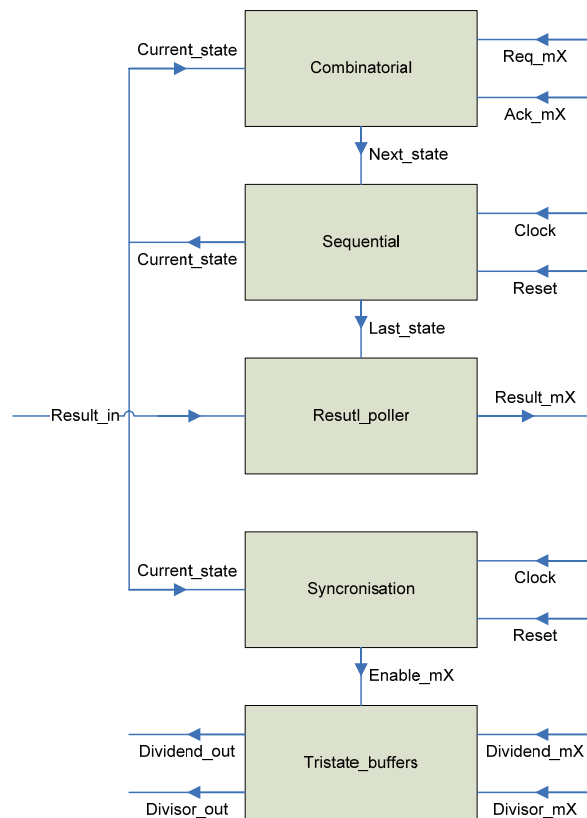 Current_state
Combinatorial
Req_mX
Ack_mX
Next_state
Sequential
Clock
Current_state
Reset
Last_state
Result_in
Resutl_poller
Result_mX
Current_state
Syncronisation
Clock
Reset
Enable_mX
Dividend_out
Tristate_buffers
Dividend_mX
Divisor_out
Divisor_mX